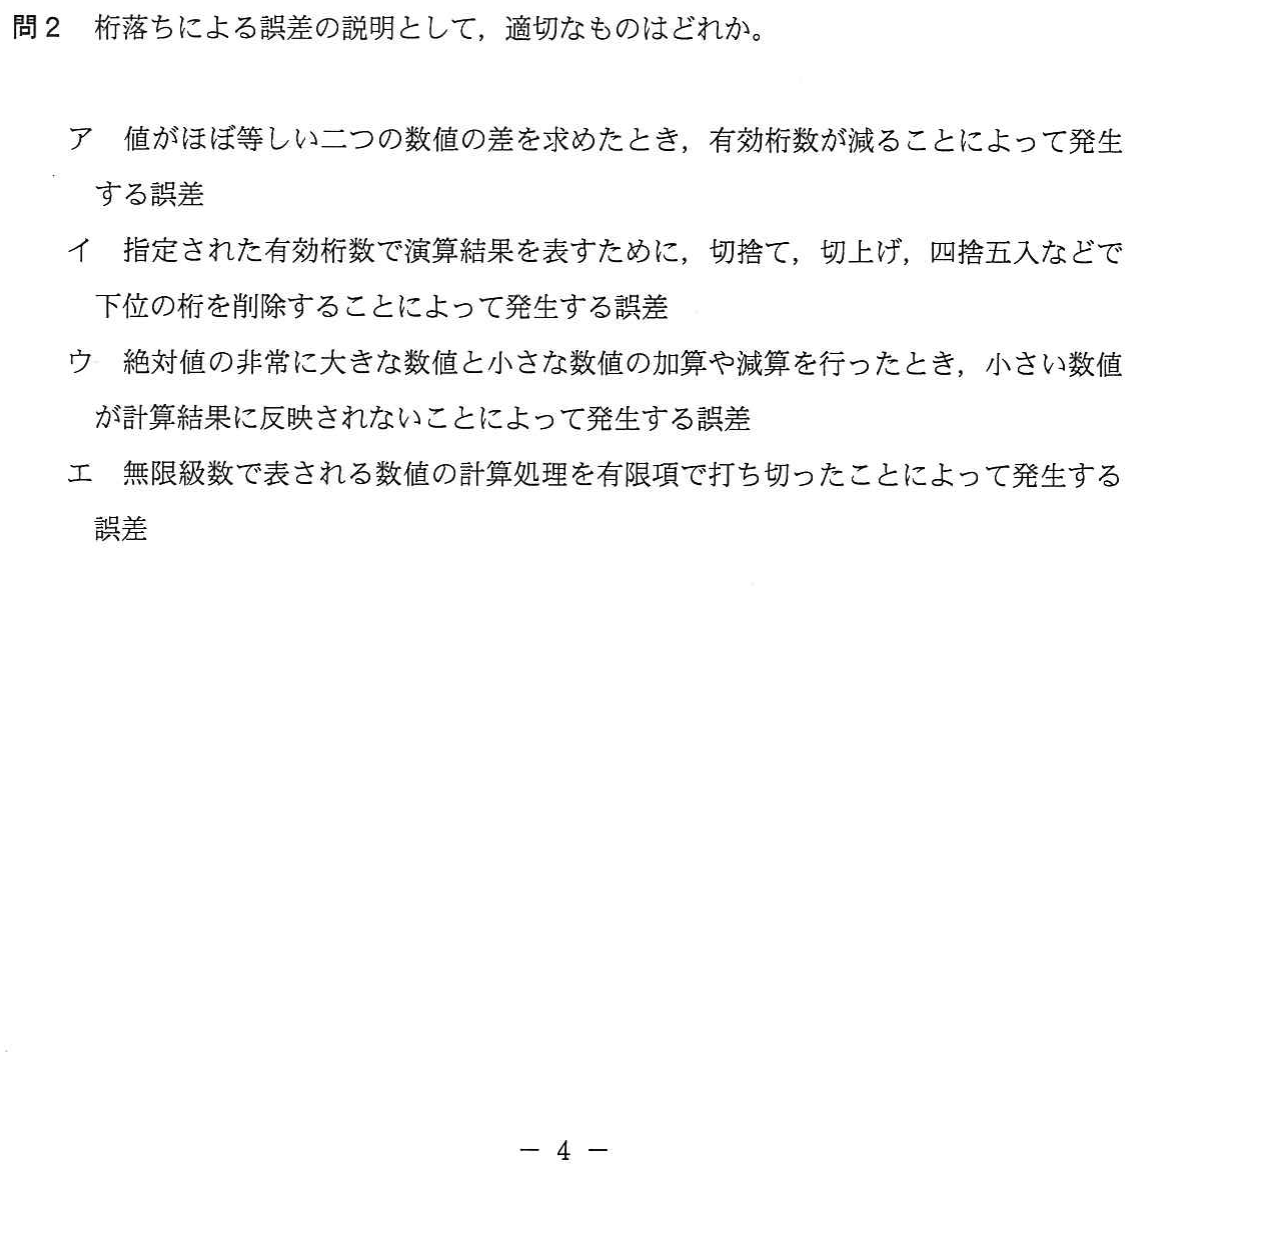 問2 桁落ちによる誤差の説明として，適切なものはどれか。
ア 値がほぼ等しい二つの数値の差を求めたとき，有効桁数が減ることによって発生
する誤差
イ 指定された有効桁数で演算結果を表すために，切捨て，切上げ，四捨五入などで
下位の桁を削除することによって発生する誤差
ウ 絶対値の非常に大きな数値と小さな数値の加算や減算を行ったとき，小さい数値
が計算結果に反映されないことによって発生する誤差
エ 無限級数で表される数値の計算処理を有限項で打ち切ったことによって発生する
誤差
－ 4 －